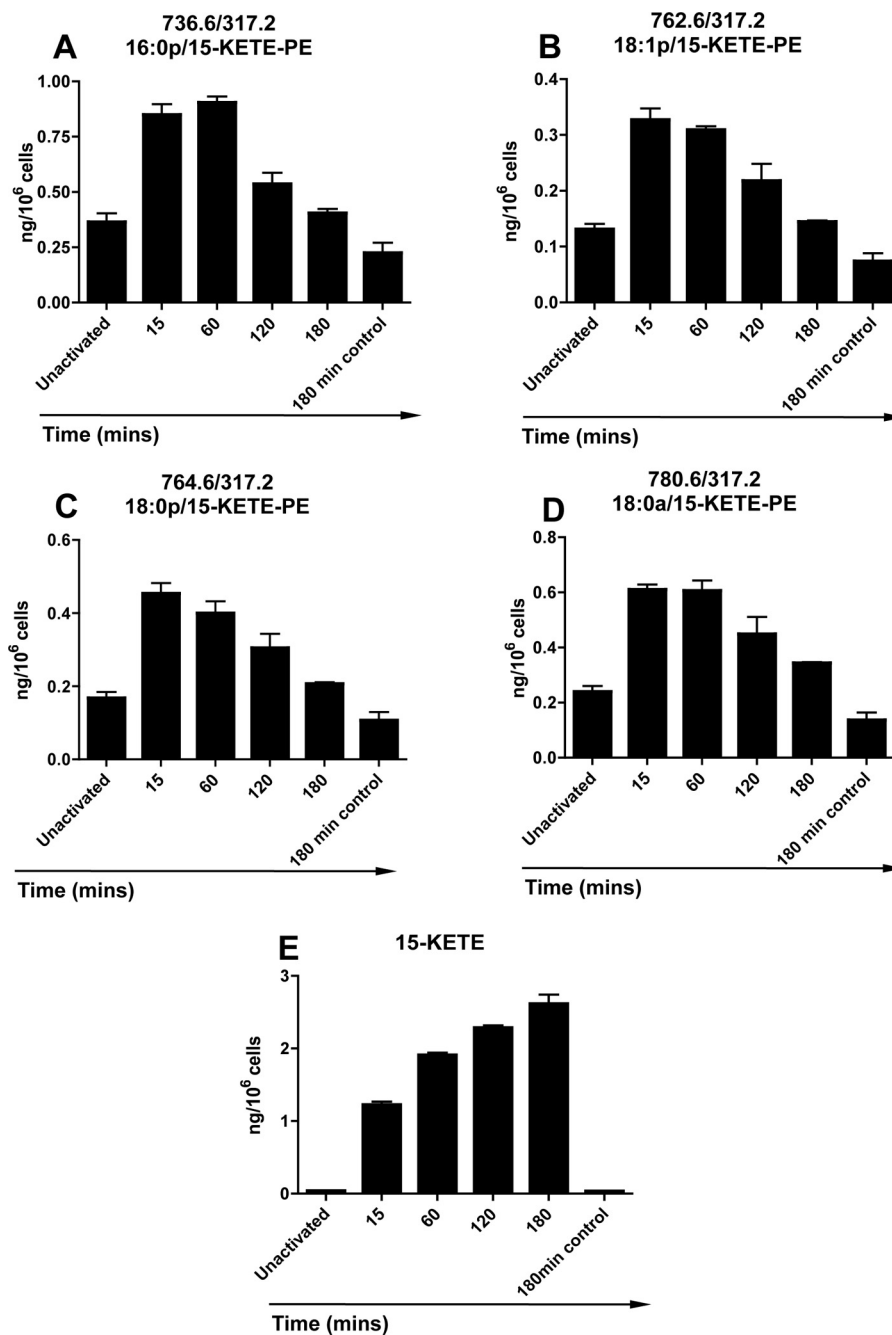 A
736.6/317.2
16:0p/15-KETE-PE
ng/10⁶ cells
1.00
0.75
0.50
0.25
0.00
Unactivated
15
60
120
180
180 min control
Time (mins)
B
762.6/317.2
18:1p/15-KETE-PE
ng/10⁶ cells
0.4
0.3
0.2
0.1
0.0
Unactivated
15
60
120
180
180 min control
Time (mins)
C
764.6/317.2
18:0p/15-KETE-PE
ng/10⁶ cells
0.6
0.4
0.2
0.0
Unactivated
15
60
120
180
180 min control
Time (mins)
D
780.6/317.2
18:0a/15-KETE-PE
ng/10⁶ cells
0.8
0.6
0.4
0.2
0.0
Unactivated
15
60
120
180
180 min control
Time (mins)
E
15-KETE
ng/10⁶ cells
3
2
1
0
Unactivated
15
60
120
180
180min control
Time (mins)